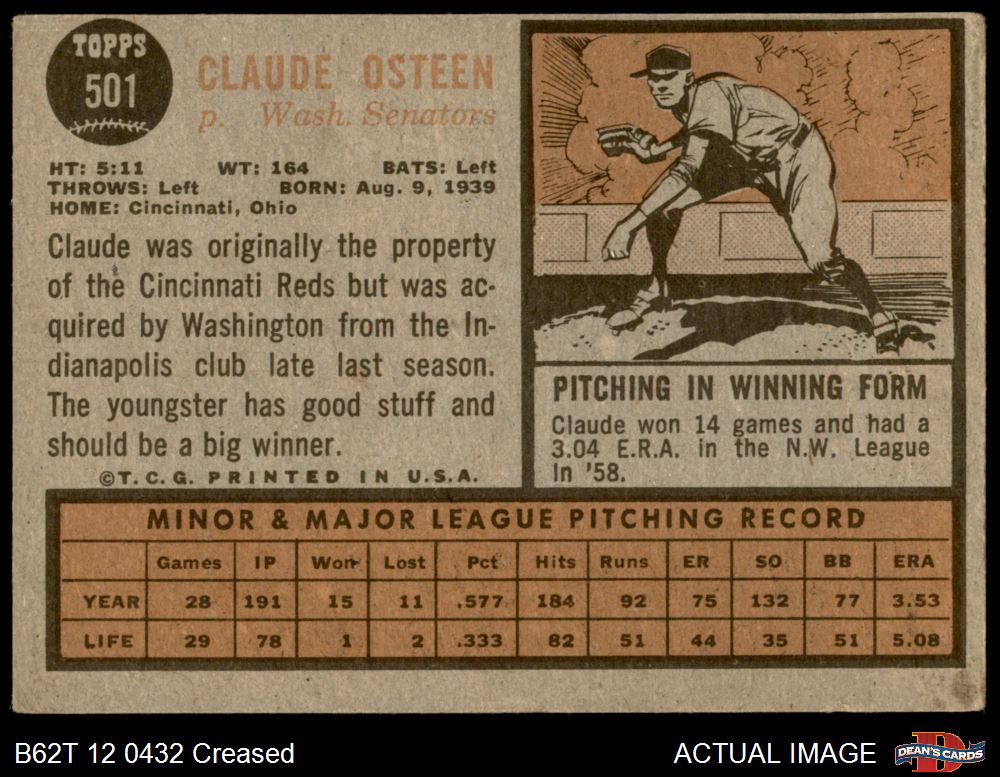 TOPPS
501
CLAUDE OSTEEN
p. Wash. Senators
HT: 5:11 WT: 164 BATS: Left
THROWS: Left BORN: Aug. 9, 1939
HOME: Cincinnati, Ohio
Claude was originally the property
of the Cincinnati Reds but was ac-
quired by Washington from the In-
dianapolis club late last season.
The youngster has good stuff and
should be a big winner.
©T.C.G. PRINTED IN U.S.A.
PITCHING IN WINNING FORM
Claude won 14 games and had a
3.04 E.R.A. in the N.W. League
in '58.
MINOR & MAJOR LEAGUE PITCHING RECORD
Games IP Won Lost Pct Hits Runs ER SO BB ERA
YEAR 28 191 15 11 .577 184 92 75 132 77 3.53
LIFE 29 78 1 2 .333 82 51 44 35 51 5.08
B62T 12 0432 Creased
ACTUAL IMAGE
DEAN'S CARDS